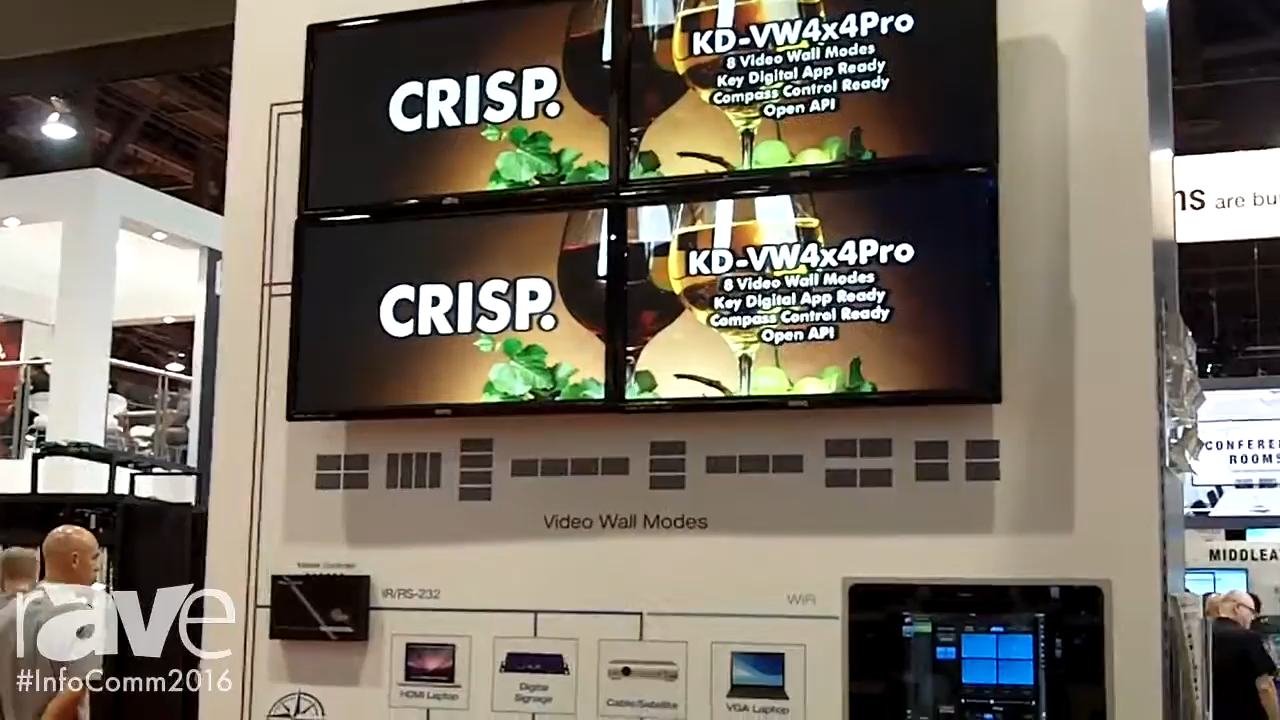 CRISP.
KD-VW4x4Pro
8 Video Wall Modes
Key Digital App Ready
Compass Control Ready
Open API
CRISP.
KD-VW4x4Pro
8 Video Wall Modes
Key Digital App Ready
Compass Control Ready
Open API
are bu
CONFERE
ROOMS
Video Wall Modes
MIDDLEA
Master Controller
IR/RS-232
WiFi
HDMI Laptop
Digital
Signage
Cable/Satellite
VGA Laptop
rave
#InfoComm2016